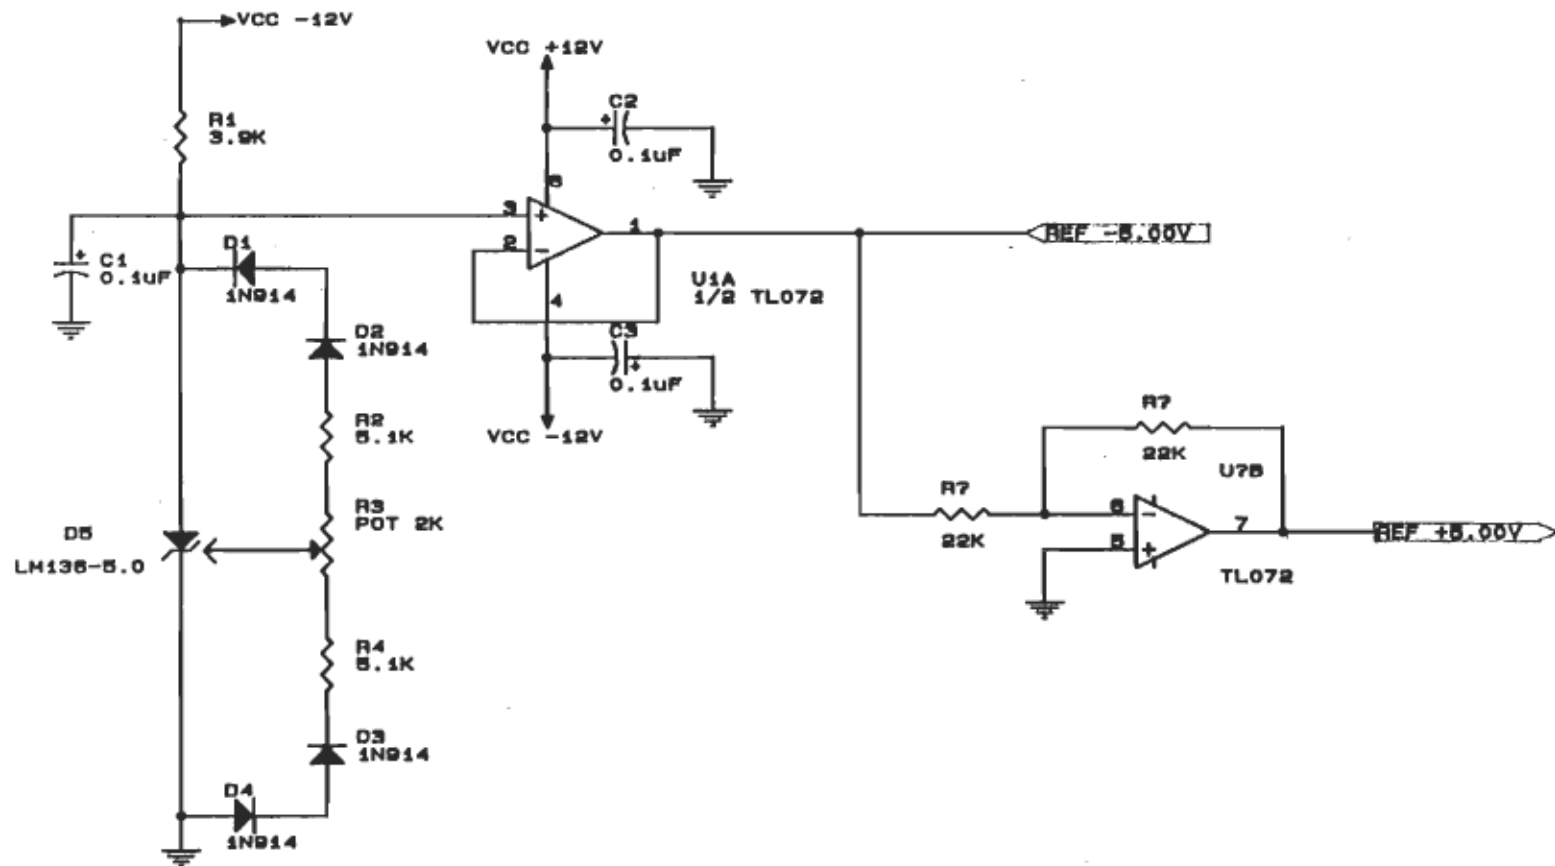 VCC -12V
VCC +12V
R1
3.9K
C2
0.1uF
8
3
+
1
REF -5.00V
2
-
D1
1N914
C1
0.1uF
U1A
1/2 TL072
4
D2
1N914
C3
0.1uF
VCC -12V
R2
5.1K
R7
22K
U7B
R7
22K
R3
POT 2K
D5
LM136-5.0
6
-
5
+
7
REF +5.00V
TL072
R4
5.1K
D3
1N914
D4
1N914